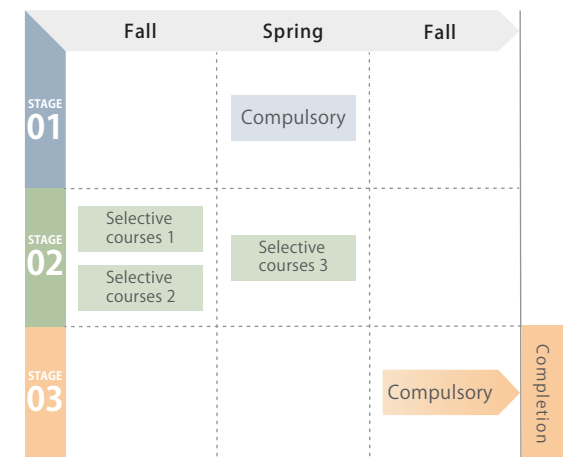 Fall
Spring
Fall
STAGE
01
Compulsory
STAGE
02
Selective
courses 1
Selective
courses 2
Selective
courses 3
STAGE
03
Compulsory
Completion